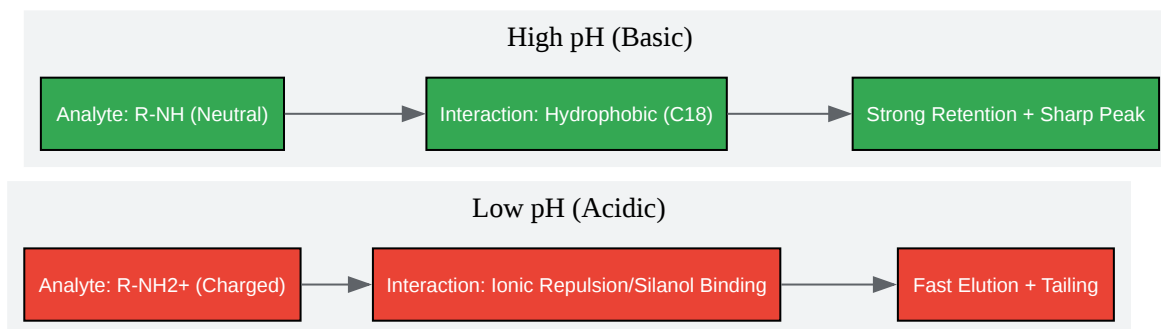 High pH (Basic)
Analyte: R-NH (Neutral)
Interaction: Hydrophobic (C18)
Strong Retention + Sharp Peak
Low pH (Acidic)
Analyte: R-NH2+ (Charged)
Interaction: Ionic Repulsion/Silanol Binding
Fast Elution + Tailing